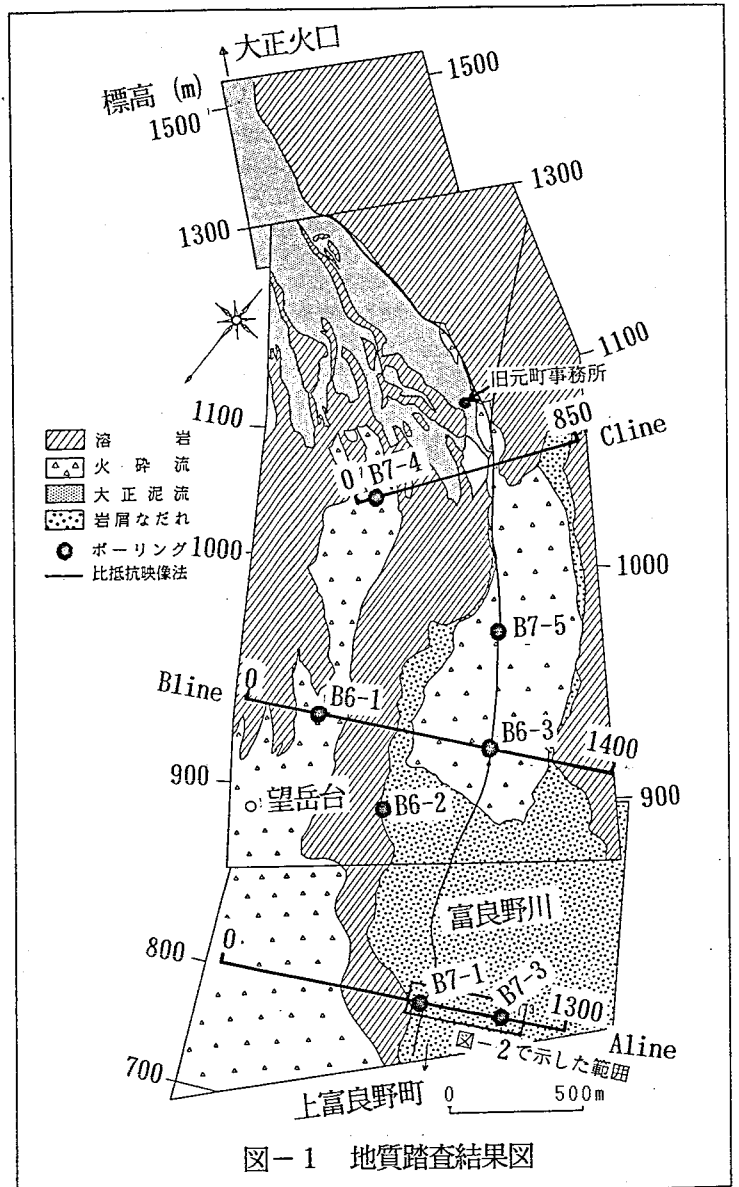 大正火口
標高 (m)
1500
1500
1300
1300
1100
旧元町事務所
850
Cline
1100
溶岩
火砕流
大正泥流
岩屑なだれ
ボーリング
比抵抗映像法
0
B7-4
1000
1000
B7-5
Bline
0
B6-1
B6-3
1400
900
望岳台
B6-2
900
富良野川
800
0
B7-1
B7-3
1300
Aline
図-2で示した範囲
700
上富良野町
0 500m
図-1 地質踏査結果図